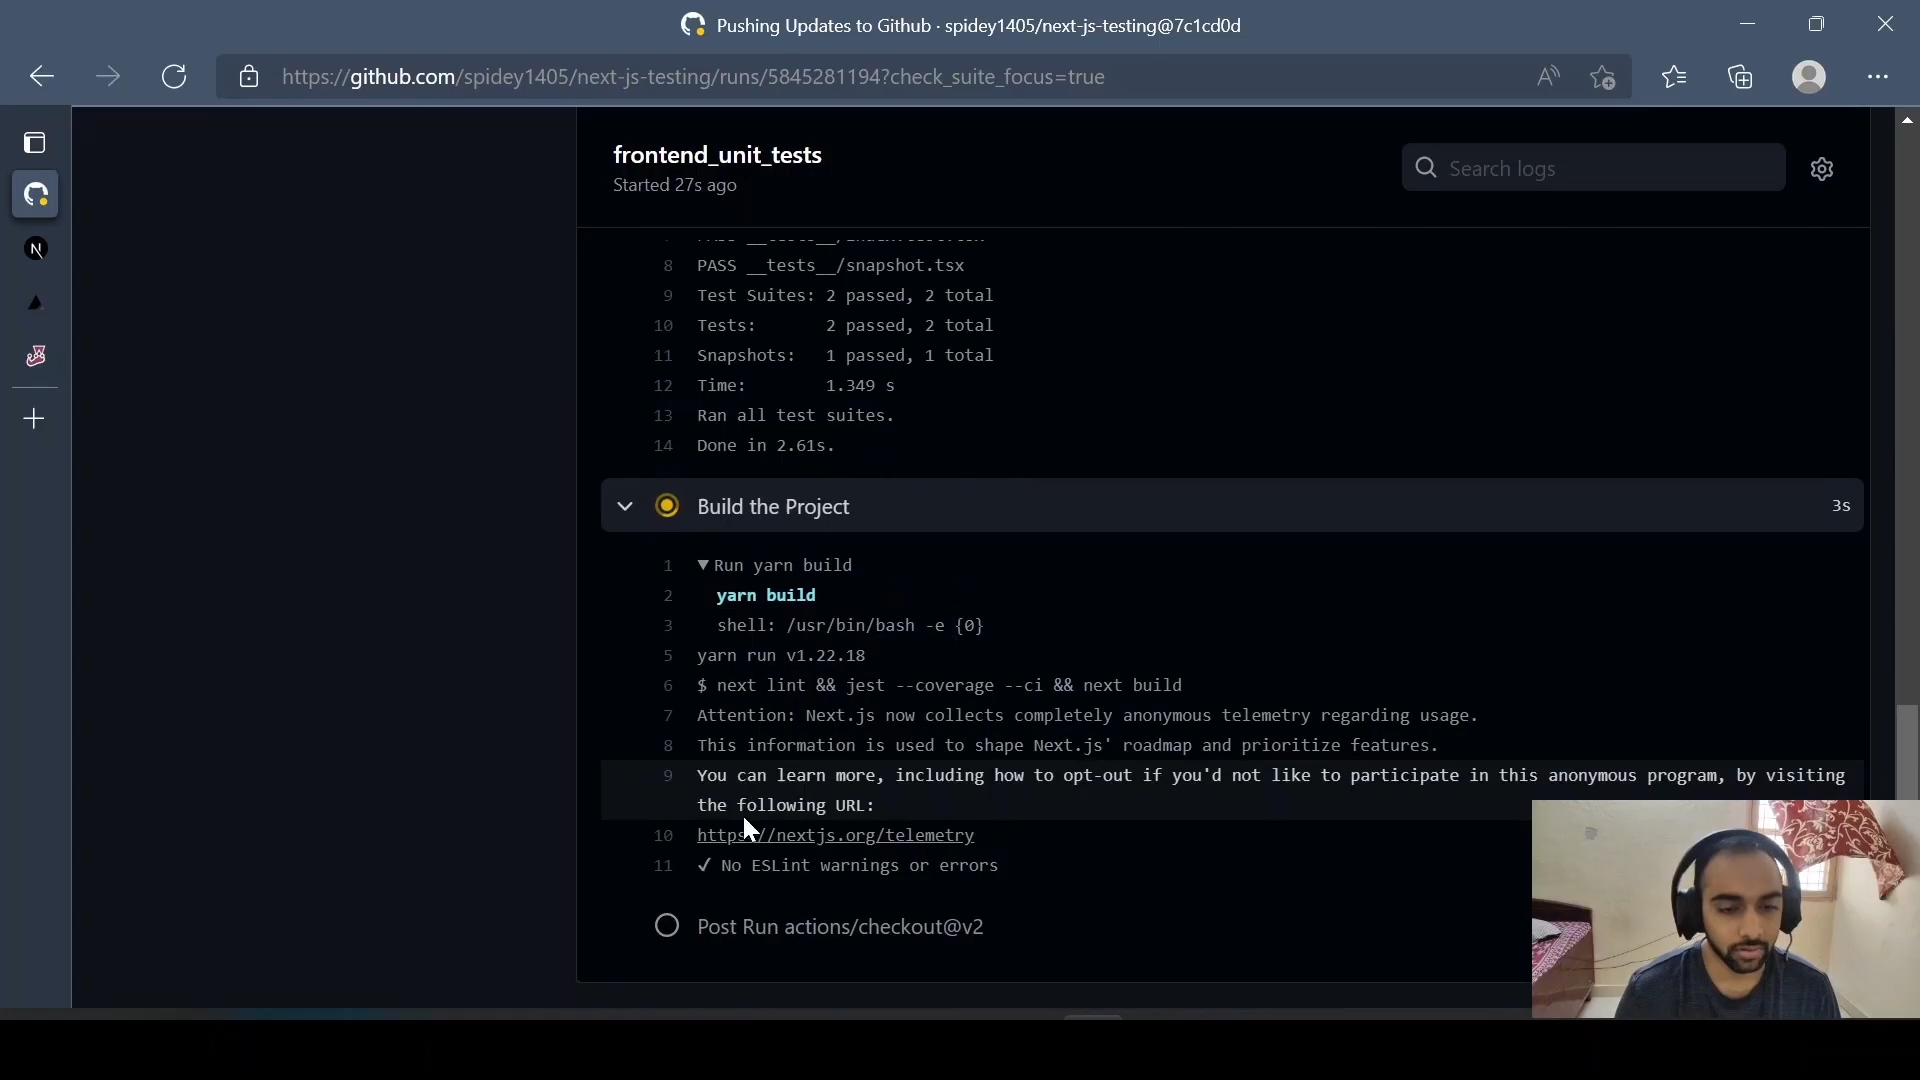 Pushing Updates to Github · spidey1405/next-js-testing@7c1cd0d
https://github.com/spidey1405/next-js-testing/runs/5845281194?check_suite_focus=true
frontend_unit_tests
Started 27s ago
Search logs
8 PASS __tests__/snapshot.tsx
9 Test Suites: 2 passed, 2 total
10 Tests: 2 passed, 2 total
11 Snapshots: 1 passed, 1 total
12 Time: 1.349 s
13 Ran all test suites.
14 Done in 2.61s.
Build the Project 3s
1 ▼ Run yarn build
2 yarn build
3 shell: /usr/bin/bash -e {0}
5 yarn run v1.22.18
6 $ next lint && jest --coverage --ci && next build
7 Attention: Next.js now collects completely anonymous telemetry regarding usage.
8 This information is used to shape Next.js' roadmap and prioritize features.
9 You can learn more, including how to opt-out if you'd not like to participate in this anonymous program, by visiting
the following URL:
10 https://nextjs.org/telemetry
11 ✓ No ESLint warnings or errors
Post Run actions/checkout@v2